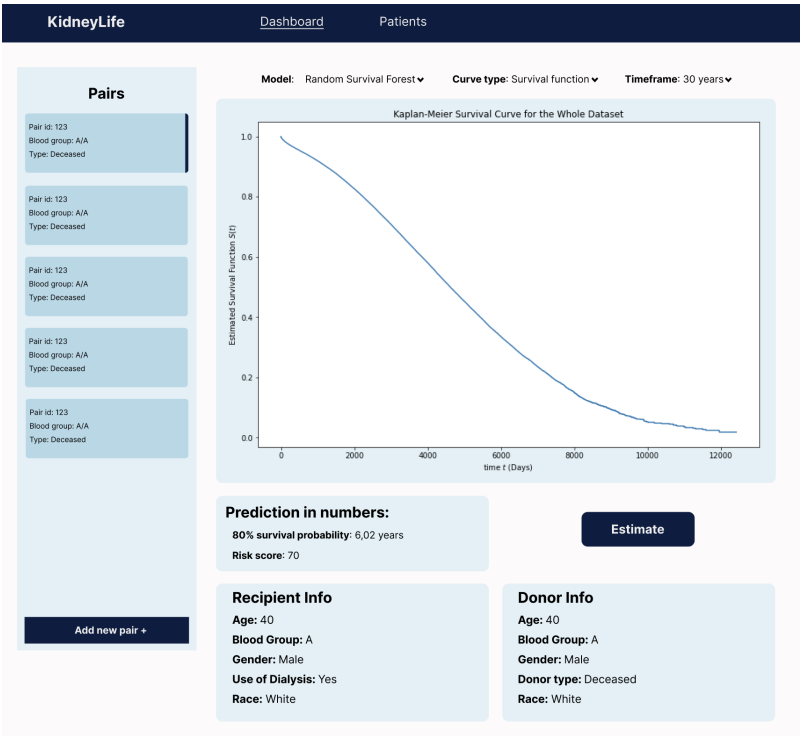 KidneyLife
Dashboard
Patients
Pairs
Pair id: 123
Blood group: A/A
Type: Deceased
Pair id: 123
Blood group: A/A
Type: Deceased
Pair id: 123
Blood group: A/A
Type: Deceased
Pair id: 123
Blood group: A/A
Type: Deceased
Pair id: 123
Blood group: A/A
Type: Deceased
Add new pair +
Model: Random Survival Forest
Curve type: Survival function
Timeframe: 30 years
Kaplan-Meier Survival Curve for the Whole Dataset
Estimated Survival Function S(t)
1.0
0.8
0.6
0.4
0.2
0.0
0 2000 4000 6000 8000 10000 12000
time t (Days)
Prediction in numbers:
80% survival probability: 6,02 years
Risk score: 70
Estimate
Recipient Info
Age: 40
Blood Group: A
Gender: Male
Use of Dialysis: Yes
Race: White
Donor Info
Age: 40
Blood Group: A
Gender: Male
Donor type: Deceased
Race: White